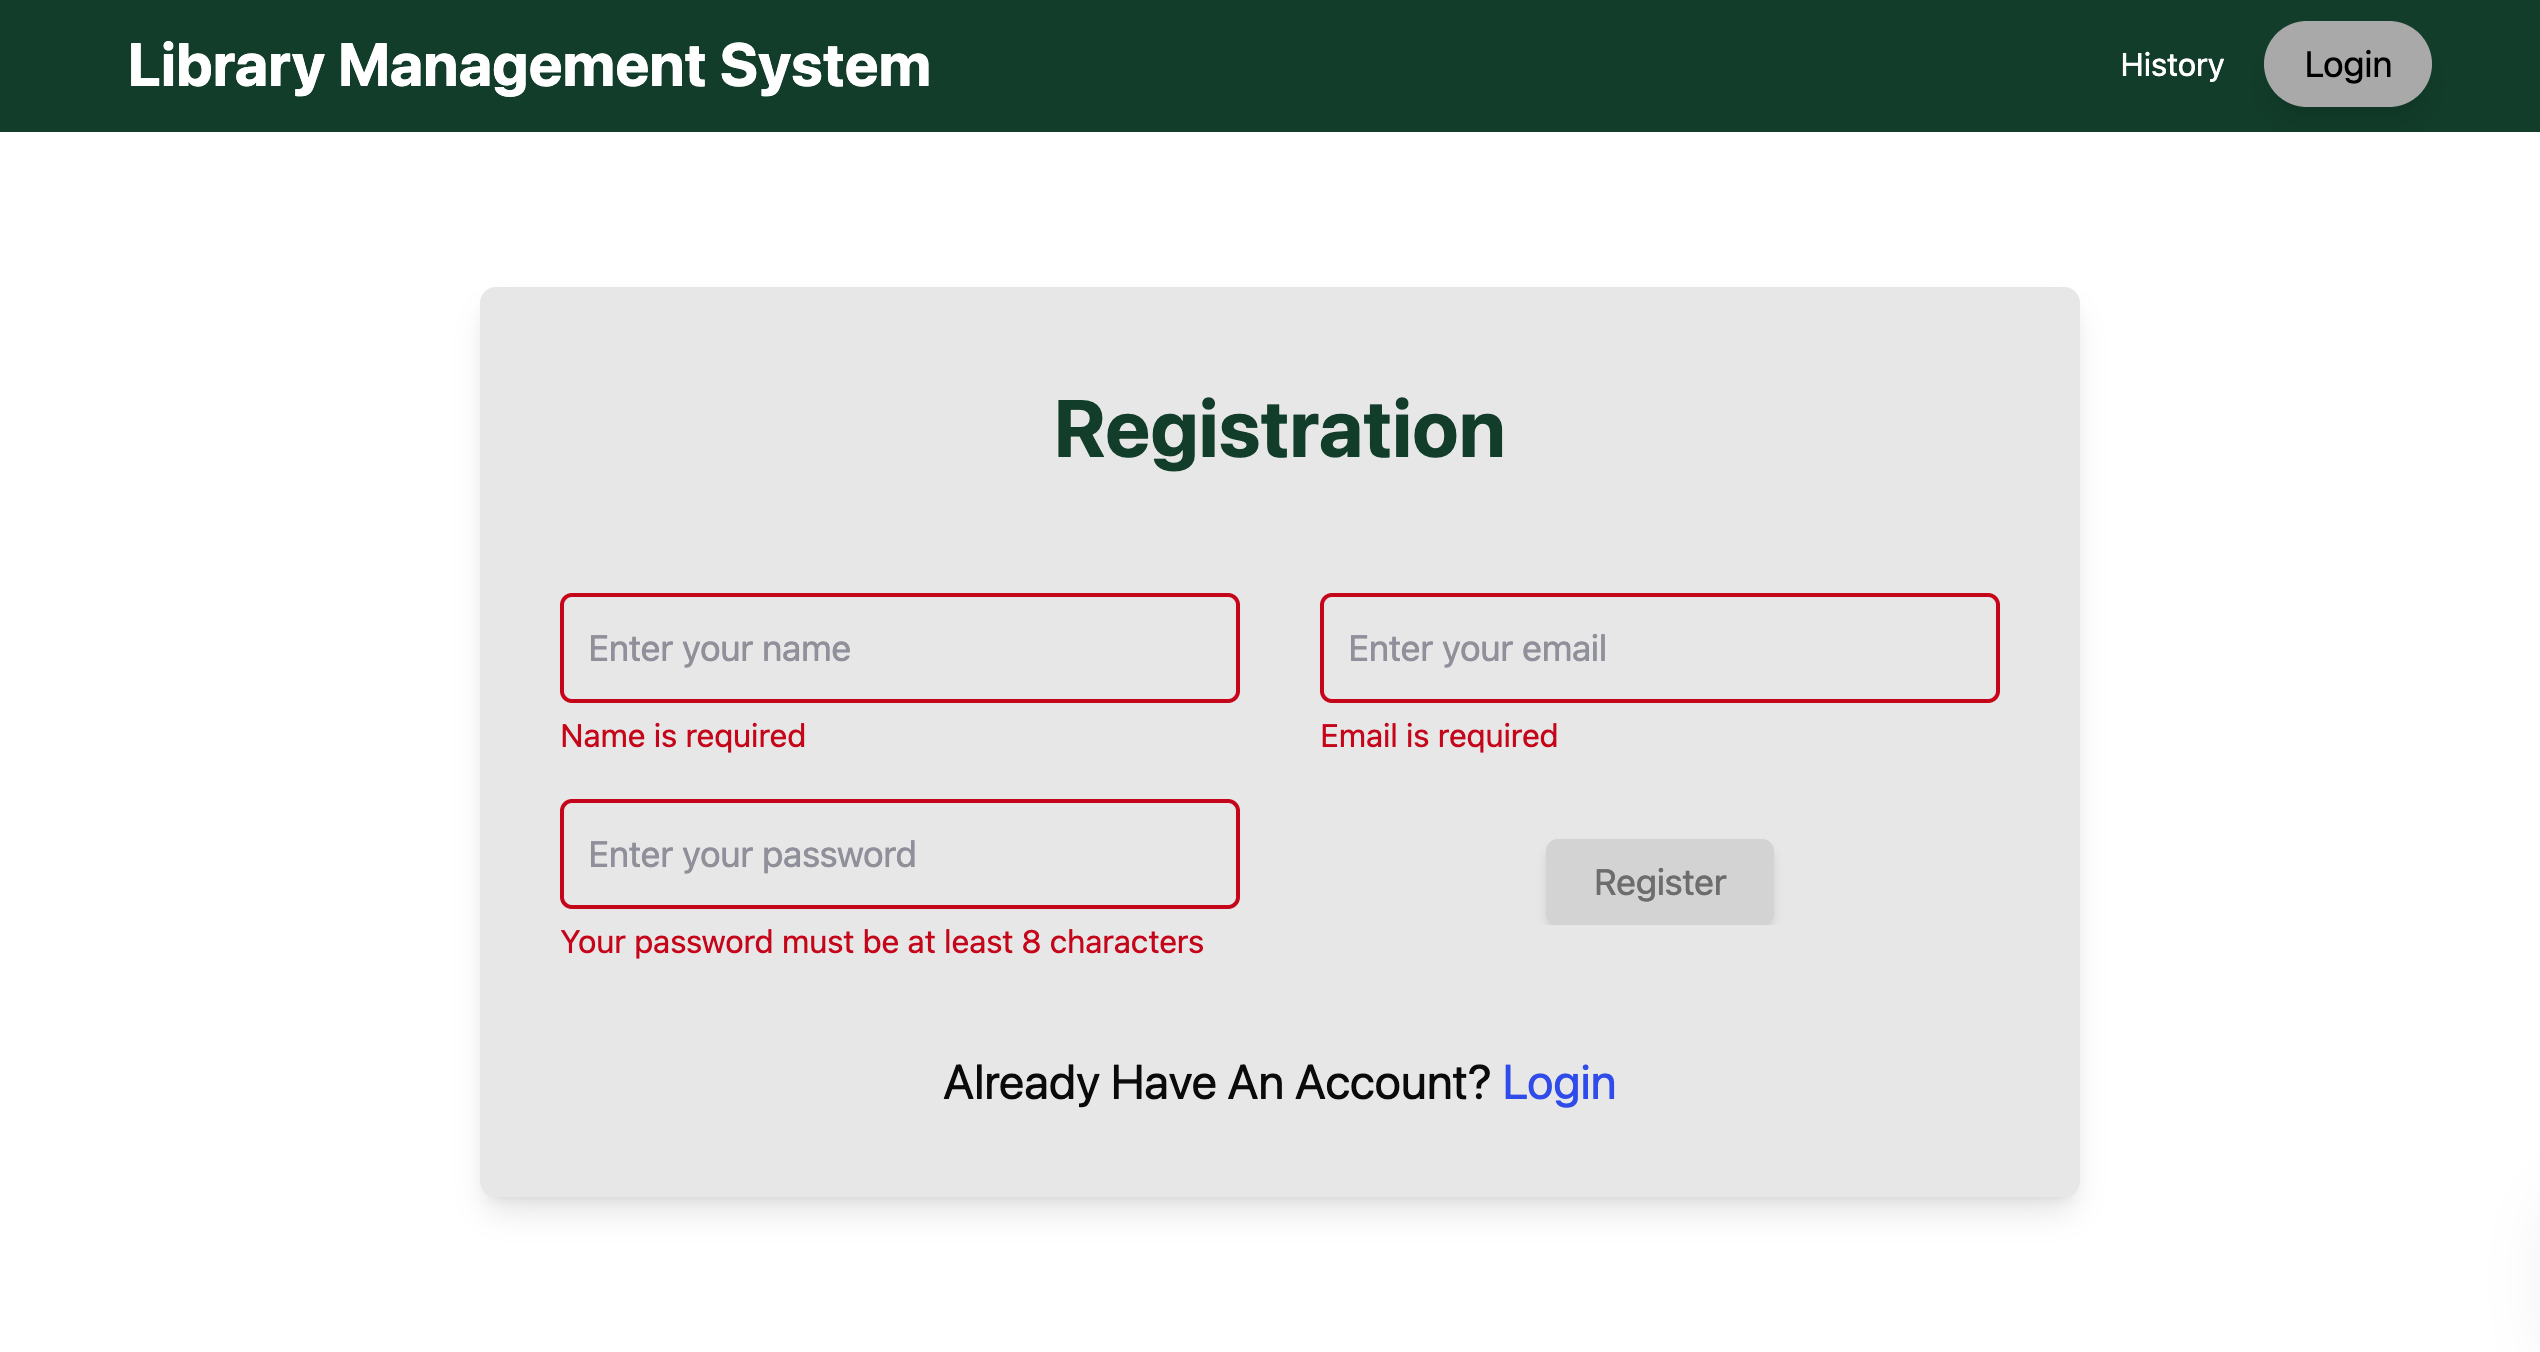 Library Management System
History
Login
Registration
Enter your name
Enter your email
Name is required
Email is required
Enter your password
Register
Your password must be at least 8 characters
Already Have An Account? Login